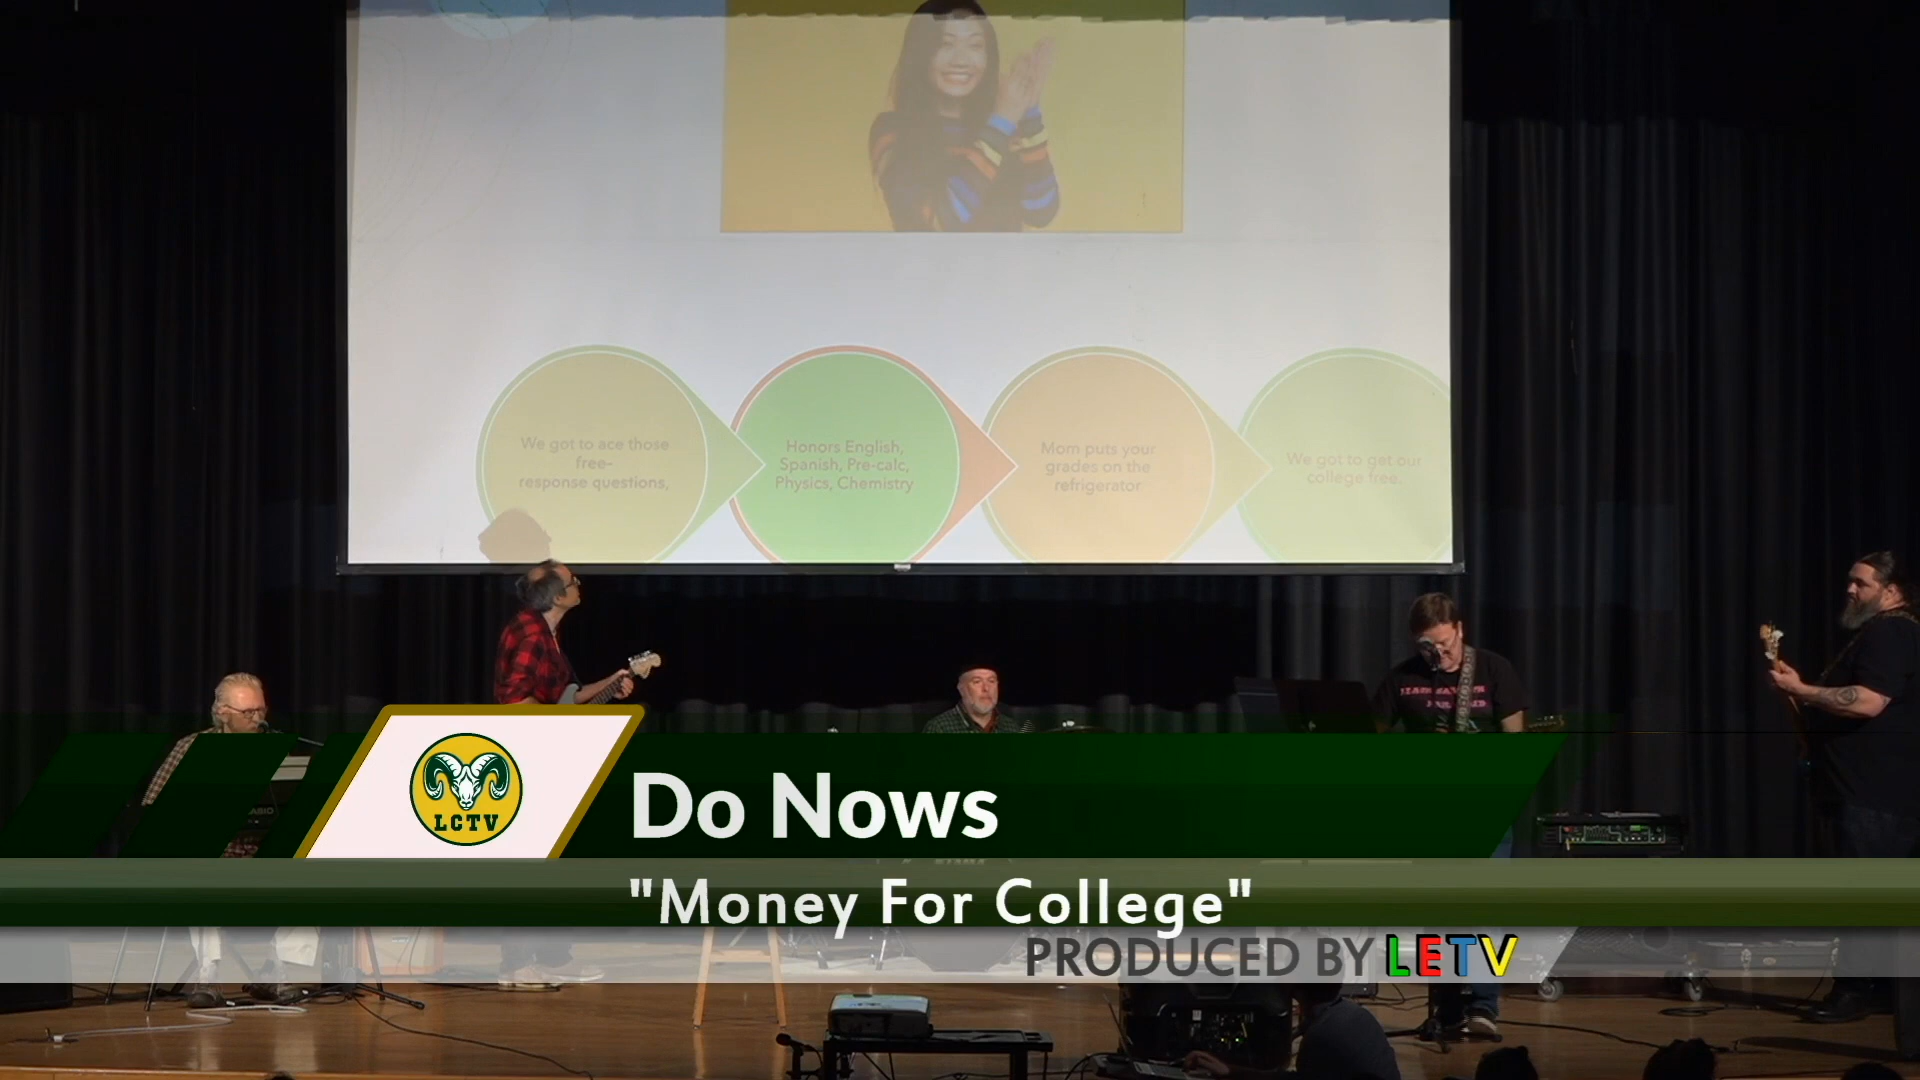 We got to ace those
free-
response questions,
Honors English,
Spanish, Pre-calc,
Physics, Chemistry
Mom puts your
grades on the
refrigerator
We got to get our
college free.
LCTV
Do Nows
"Money For College"
PRODUCED BY LETV